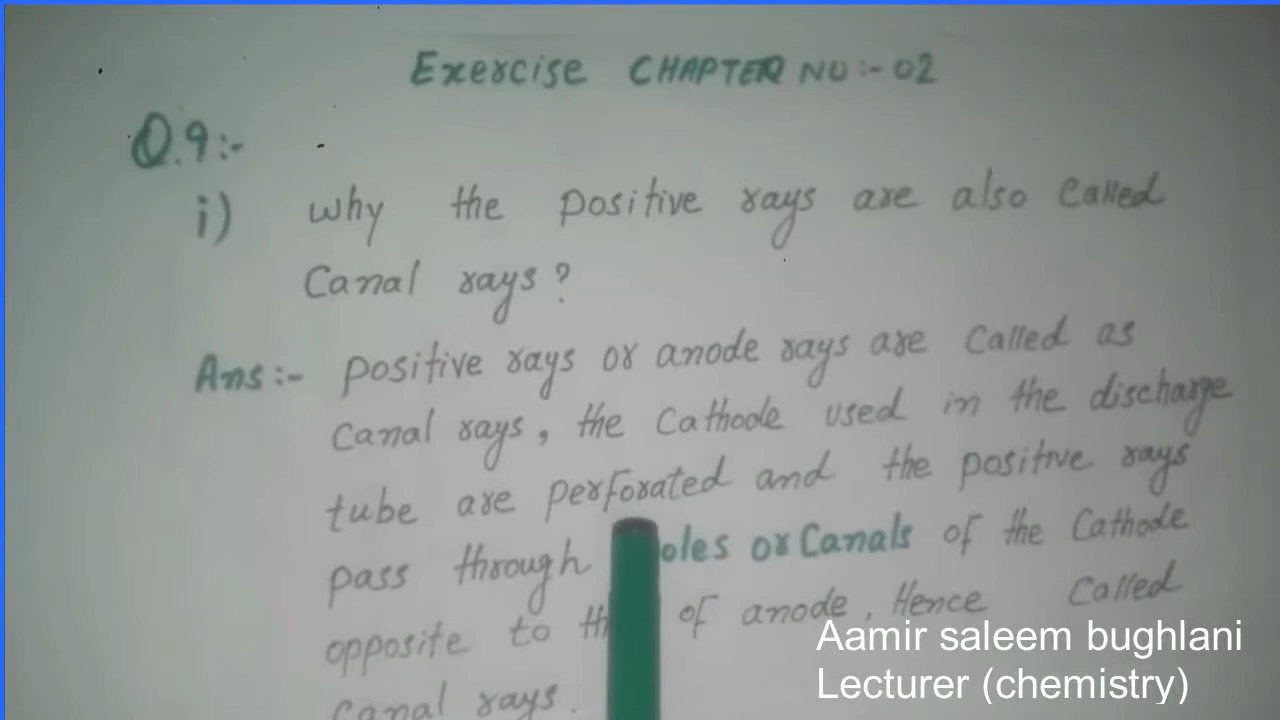 Exercise CHAPTER NO:- 02
Q.9:-
i) why the positive rays are also called
Canal rays?
Ans:- positive rays or anode rays are called as
canal rays, the cathode used in the discharge
tube are perforated and the positive rays
pass through oles or Canals of the Cathode
opposite to th of anode. Hence called
canal rays.
Aamir saleem bughlani
Lecturer (chemistry)